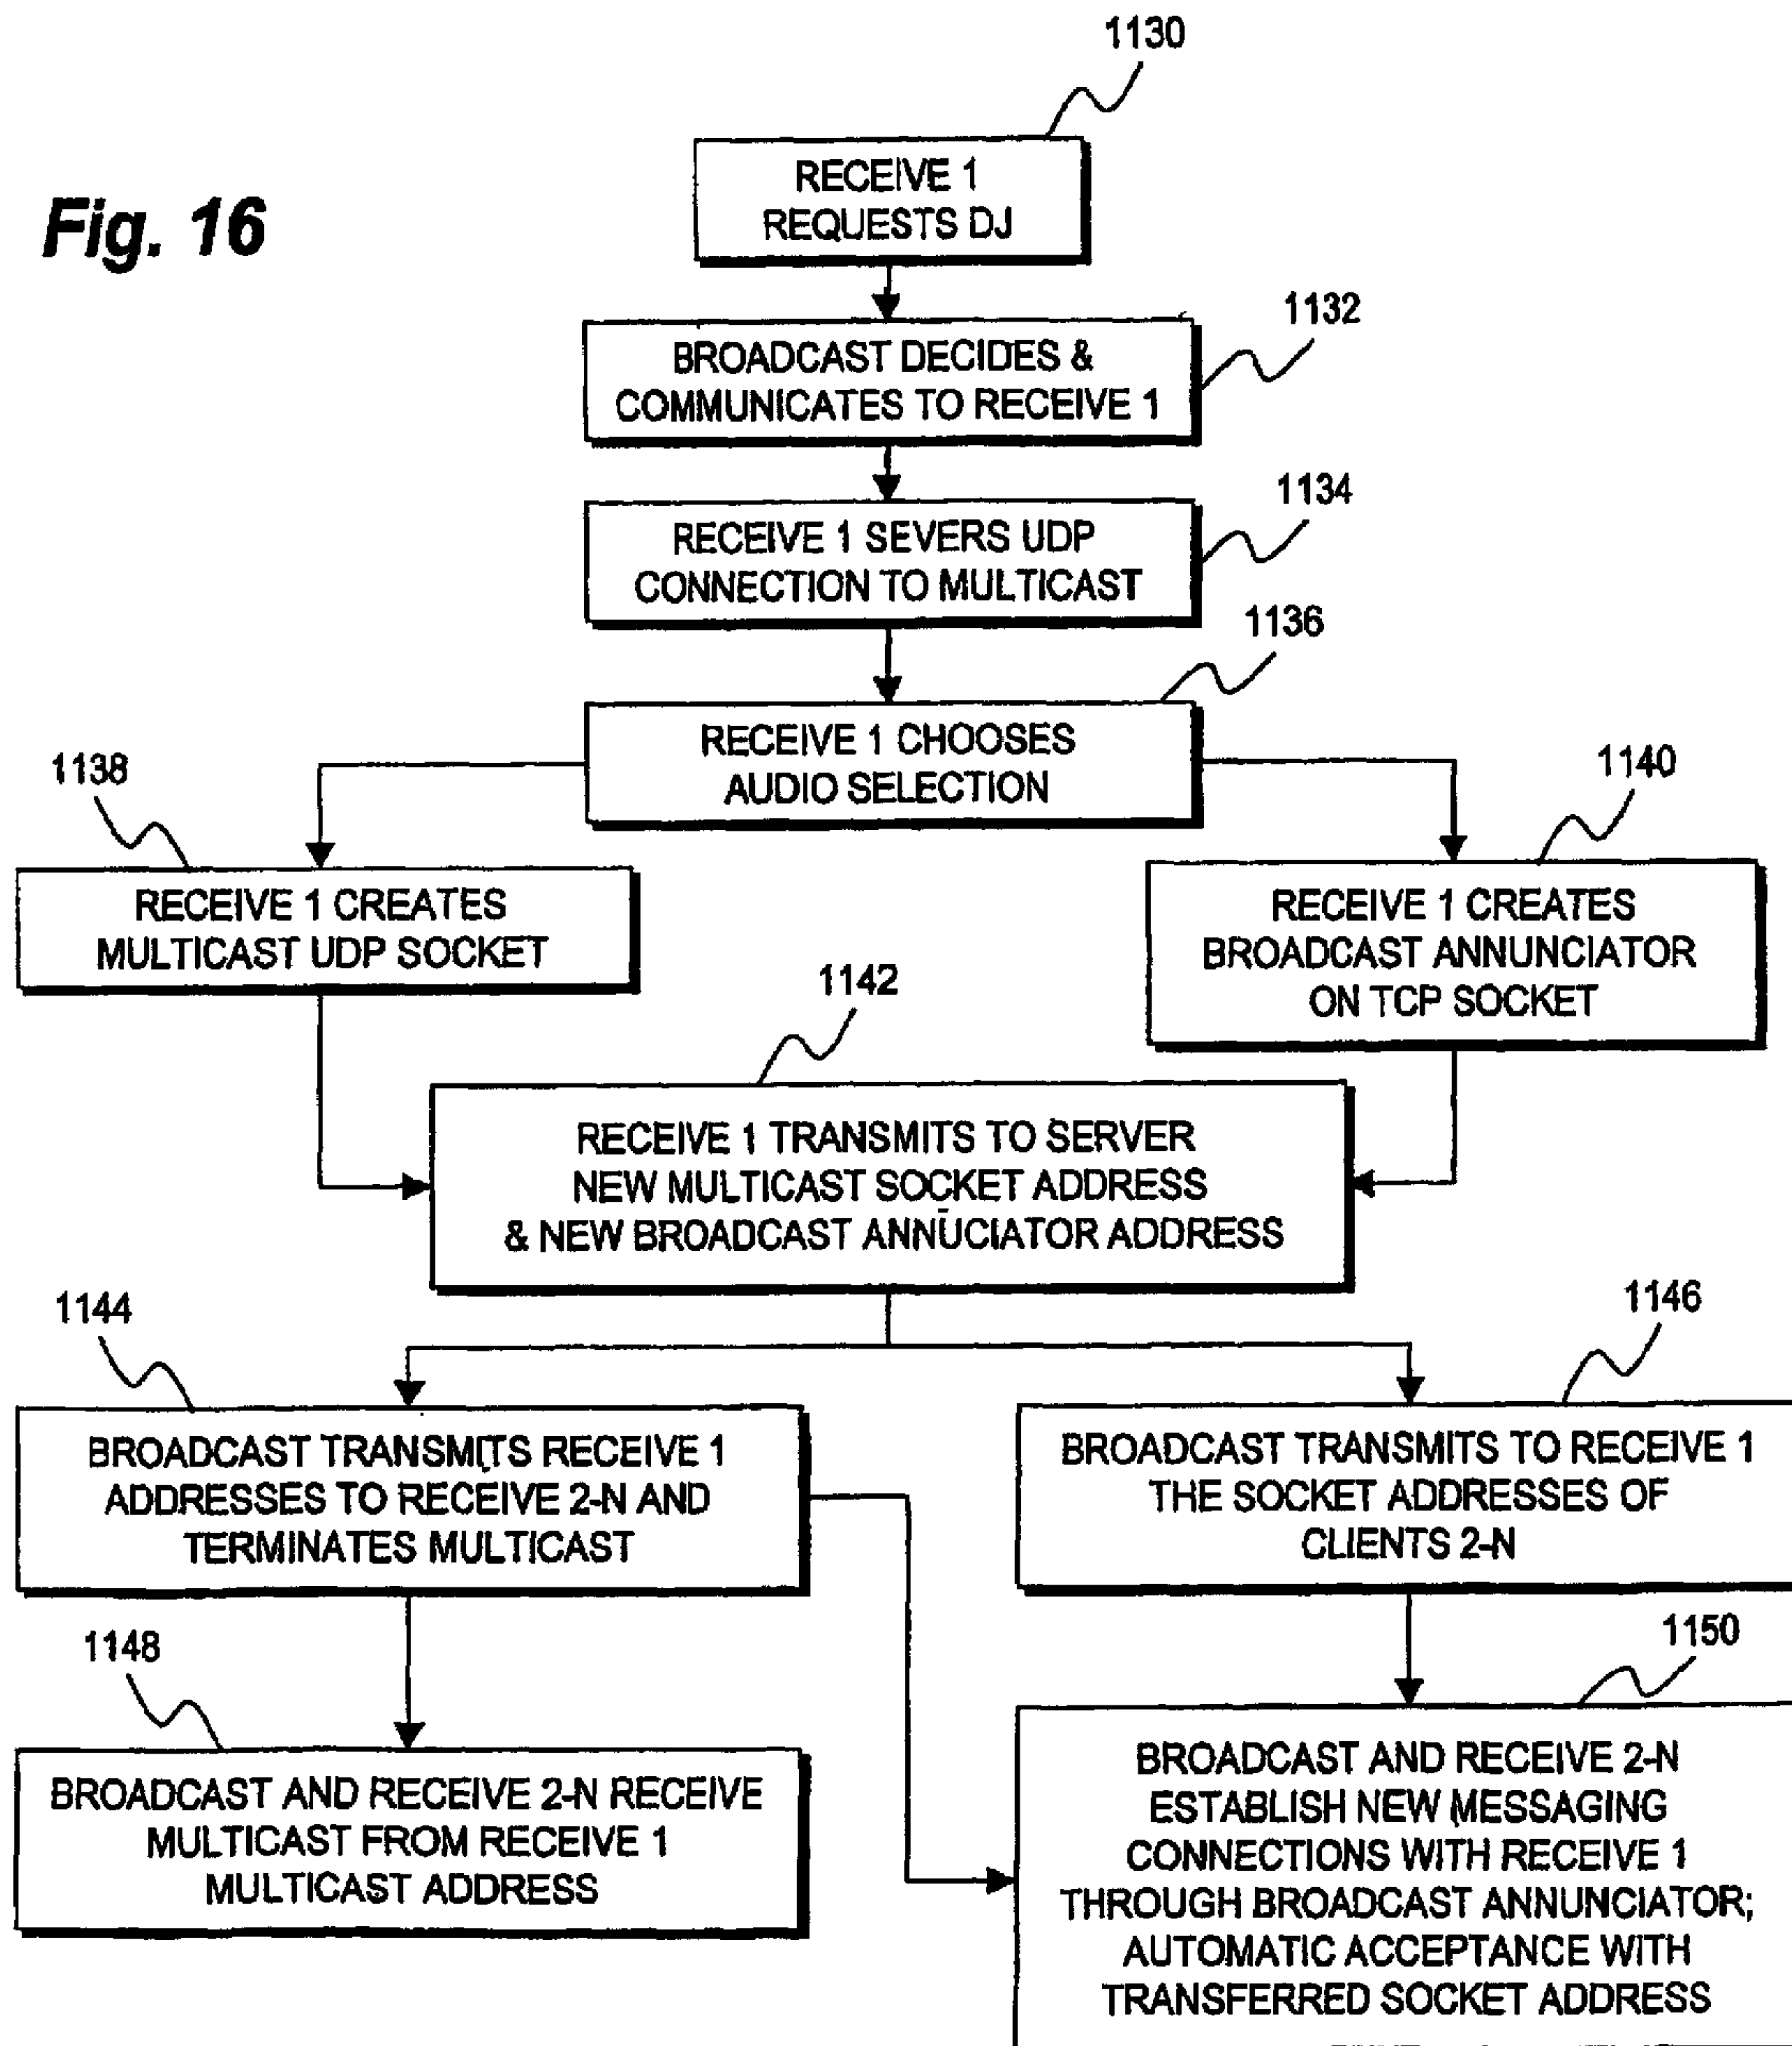 1130
RECEIVE 1
REQUESTS DJ
Fig. 16
1132
BROADCAST DECIDES &
COMMUNICATES TO RECEIVE 1
1134
RECEIVE 1 SEVERS UDP
CONNECTION TO MULTICAST
1136
RECEIVE 1 CHOOSES
AUDIO SELECTION
1138
1140
RECEIVE 1 CREATES
MULTICAST UDP SOCKET
RECEIVE 1 CREATES
BROADCAST ANNUNCIATOR
ON TCP SOCKET
1142
RECEIVE 1 TRANSMITS TO SERVER
NEW MULTICAST SOCKET ADDRESS
& NEW BROADCAST ANNUCIATOR ADDRESS
1144
1146
BROADCAST TRANSMITS RECEIVE 1
ADDRESSES TO RECEIVE 2-N AND
TERMINATES MULTICAST
BROADCAST TRANSMITS TO RECEIVE 1
THE SOCKET ADDRESSES OF
CLIENTS 2-N
1148
1150
BROADCAST AND RECEIVE 2-N RECEIVE
MULTICAST FROM RECEIVE 1
MULTICAST ADDRESS
BROADCAST AND RECEIVE 2-N
ESTABLISH NEW MESSAGING
CONNECTIONS WITH RECEIVE 1
THROUGH BROADCAST ANNUNCIATOR;
AUTOMATIC ACCEPTANCE WITH
TRANSFERRED SOCKET ADDRESS